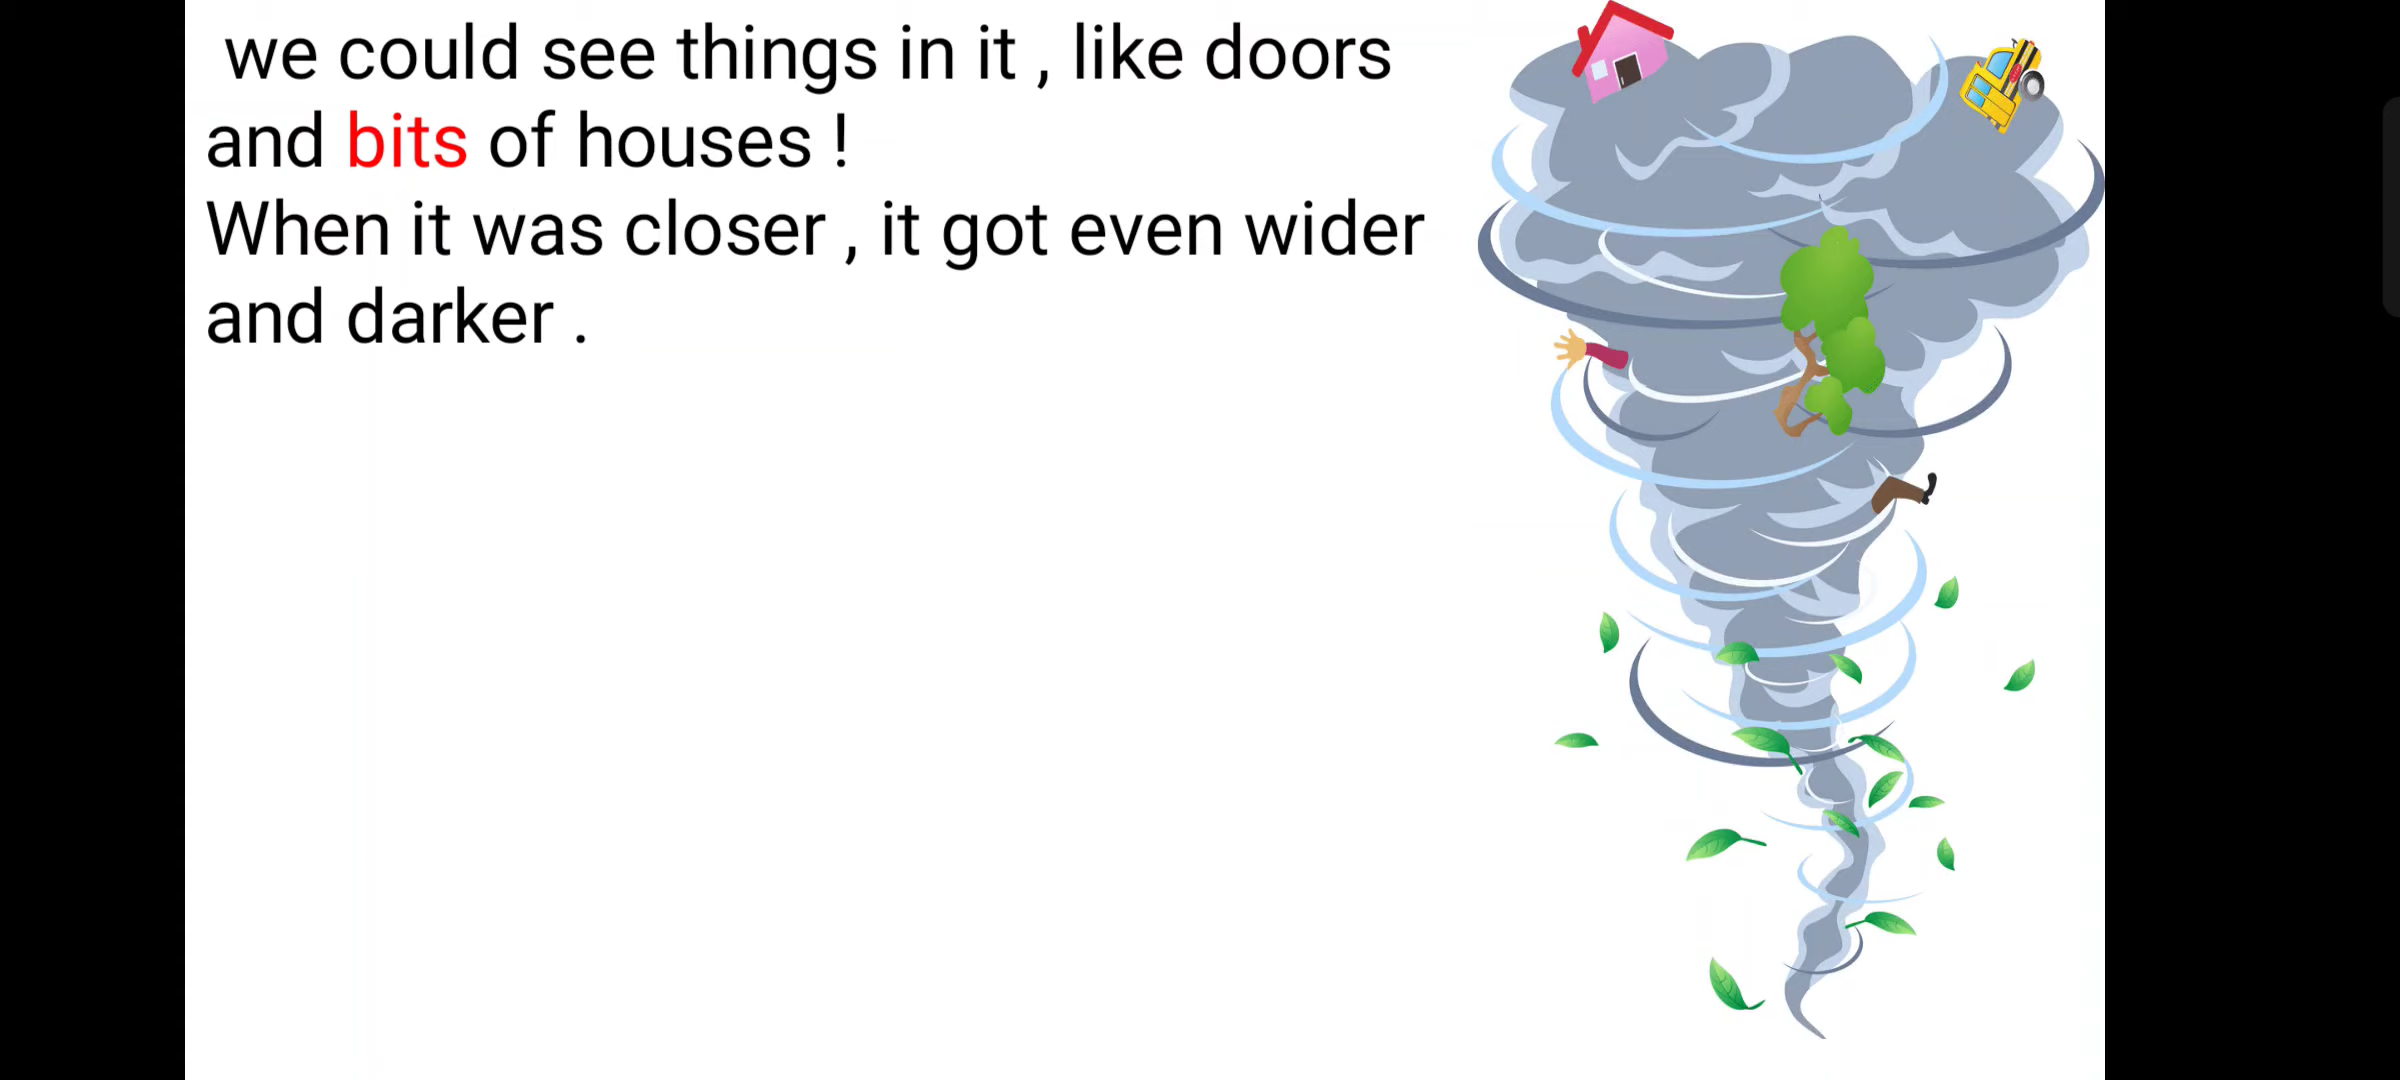 we could see things in it , like doors
and bits of houses !
When it was closer , it got even wider
and darker .